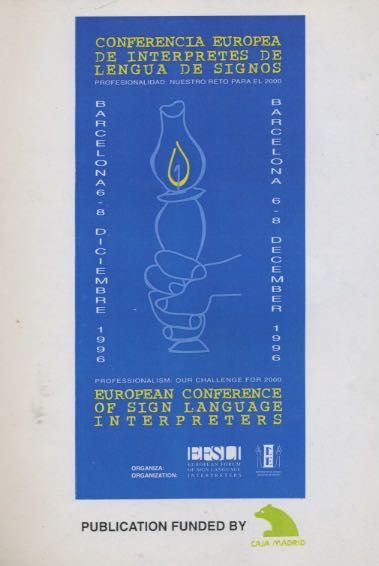 CONFERENCIA EUROPEA
DE INTERPRETES DE
LENGUA DE SIGNOS
PROFESIONALIDAD: NUESTRO RETO PARA EL 2000
BARCELONA 6-8 DICIEMBRE 1996
BARCELONA 6-8 DECEMBER 1996
PROFESSIONALISM: OUR CHALLENGE FOR 2000
EUROPEAN CONFERENCE
OF SIGN LANGUAGE
INTERPRETERS
ORGANIZA:
ORGANIZATION:
EFSLI
EUROPEAN FORUM
OF SIGN LANGUAGE
INTERPRETERS
PUBLICATION FUNDED BY
CAJA MADRID